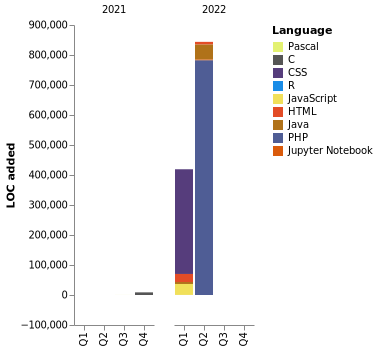 2021 2022
Language
Pascal
C
CSS
R
JavaScript
HTML
Java
PHP
Jupyter Notebook
LOC added
900,000
800,000
700,000
600,000
500,000
400,000
300,000
200,000
100,000
0
−100,000
Q1 Q2 Q3 Q4 Q1 Q2 Q3 Q4